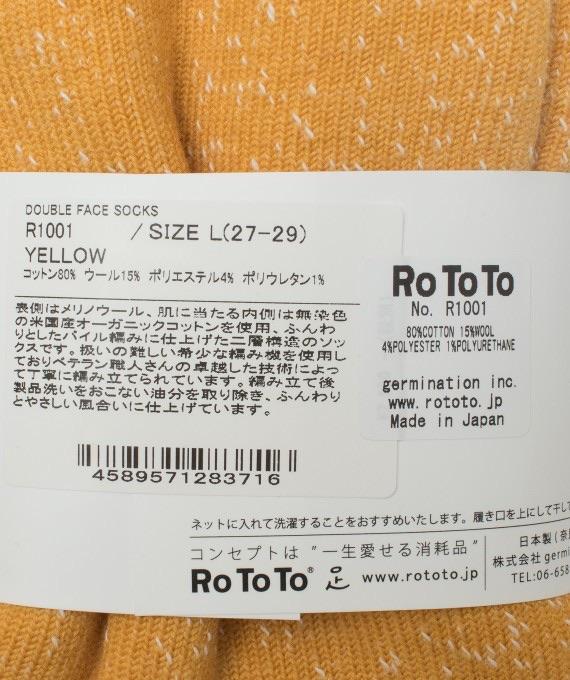 DOUBLE FACE SOCKS
R1001 / SIZE L(27-29)
YELLOW
コットン80% ウール15% ポリエステル4% ポリウレタン1%
表側はメリノウール、肌に当たる内側は無染色
の米国産オーガニックコットンを使用、ふんわ
りとしたパイル編みに仕上げた二層構造のソッ
クスです。扱いの難しい希少な編み機を使用し
ておりベテラン職人さんの卓越した技術によっ
て丁寧に編み立てられています。編み立て後
製品洗いをおこない油分を取り除き、ふんわり
とやさしい風合いに仕上げています。
4589571283716
RoToTo
No. R1001
80%COTTON 15%WOOL
4%POLYESTER 1%POLYURETHANE
germination inc.
www.rototo.jp
Made in Japan
ネットに入れて洗濯することをおすすめいたします。履き口を上にして干して
コンセプトは "一生愛せる消耗品"
RoToTo® 足 www.rototo.jp
日本製(奈
株式会社germi
TEL:06-658